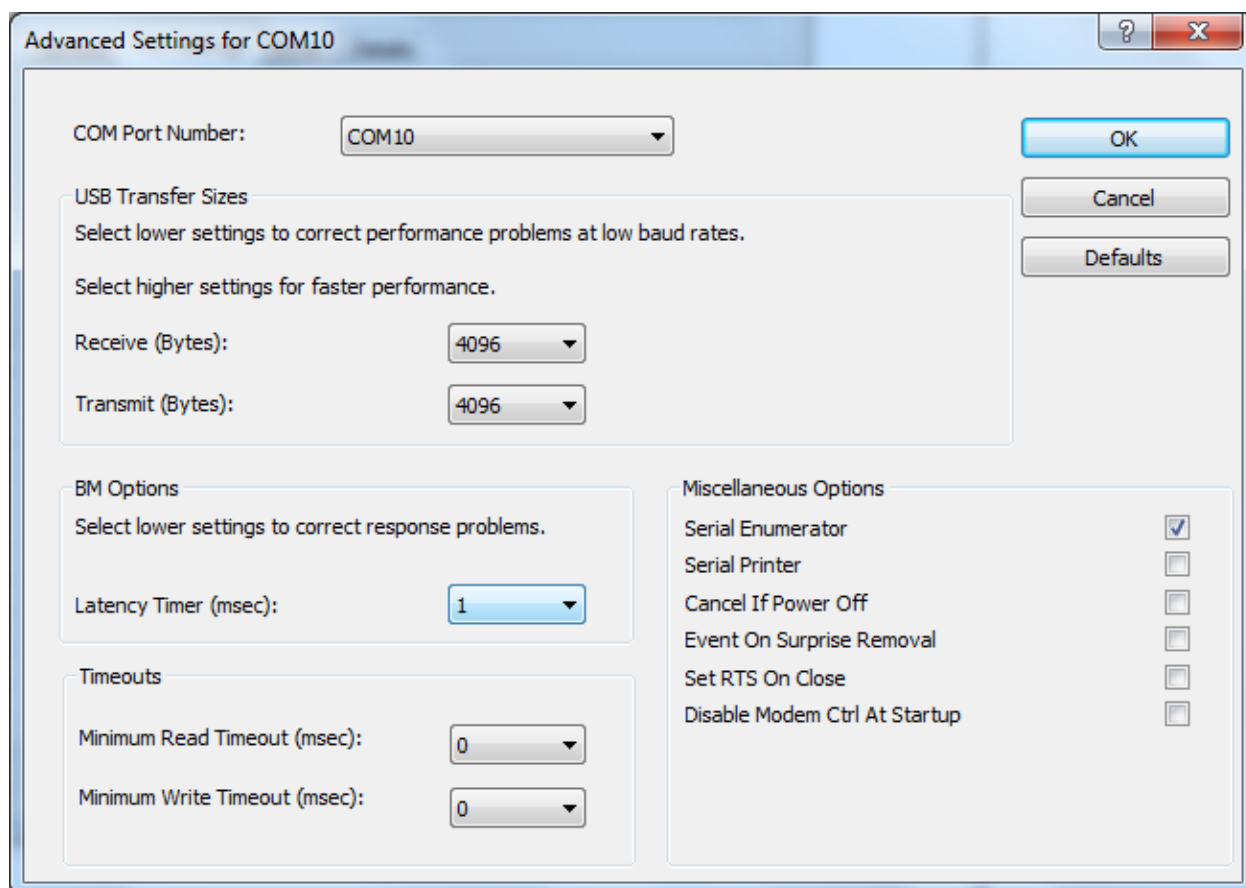 Advanced Settings for COM10
COM Port Number: COM10
OK
USB Transfer Sizes
Cancel
Select lower settings to correct performance problems at low baud rates.
Defaults
Select higher settings for faster performance.
Receive (Bytes): 4096
Transmit (Bytes): 4096
BM Options
Select lower settings to correct response problems.
Latency Timer (msec): 1
Timeouts
Minimum Read Timeout (msec): 0
Minimum Write Timeout (msec): 0
Miscellaneous Options
Serial Enumerator
Serial Printer
Cancel If Power Off
Event On Surprise Removal
Set RTS On Close
Disable Modem Ctrl At Startup